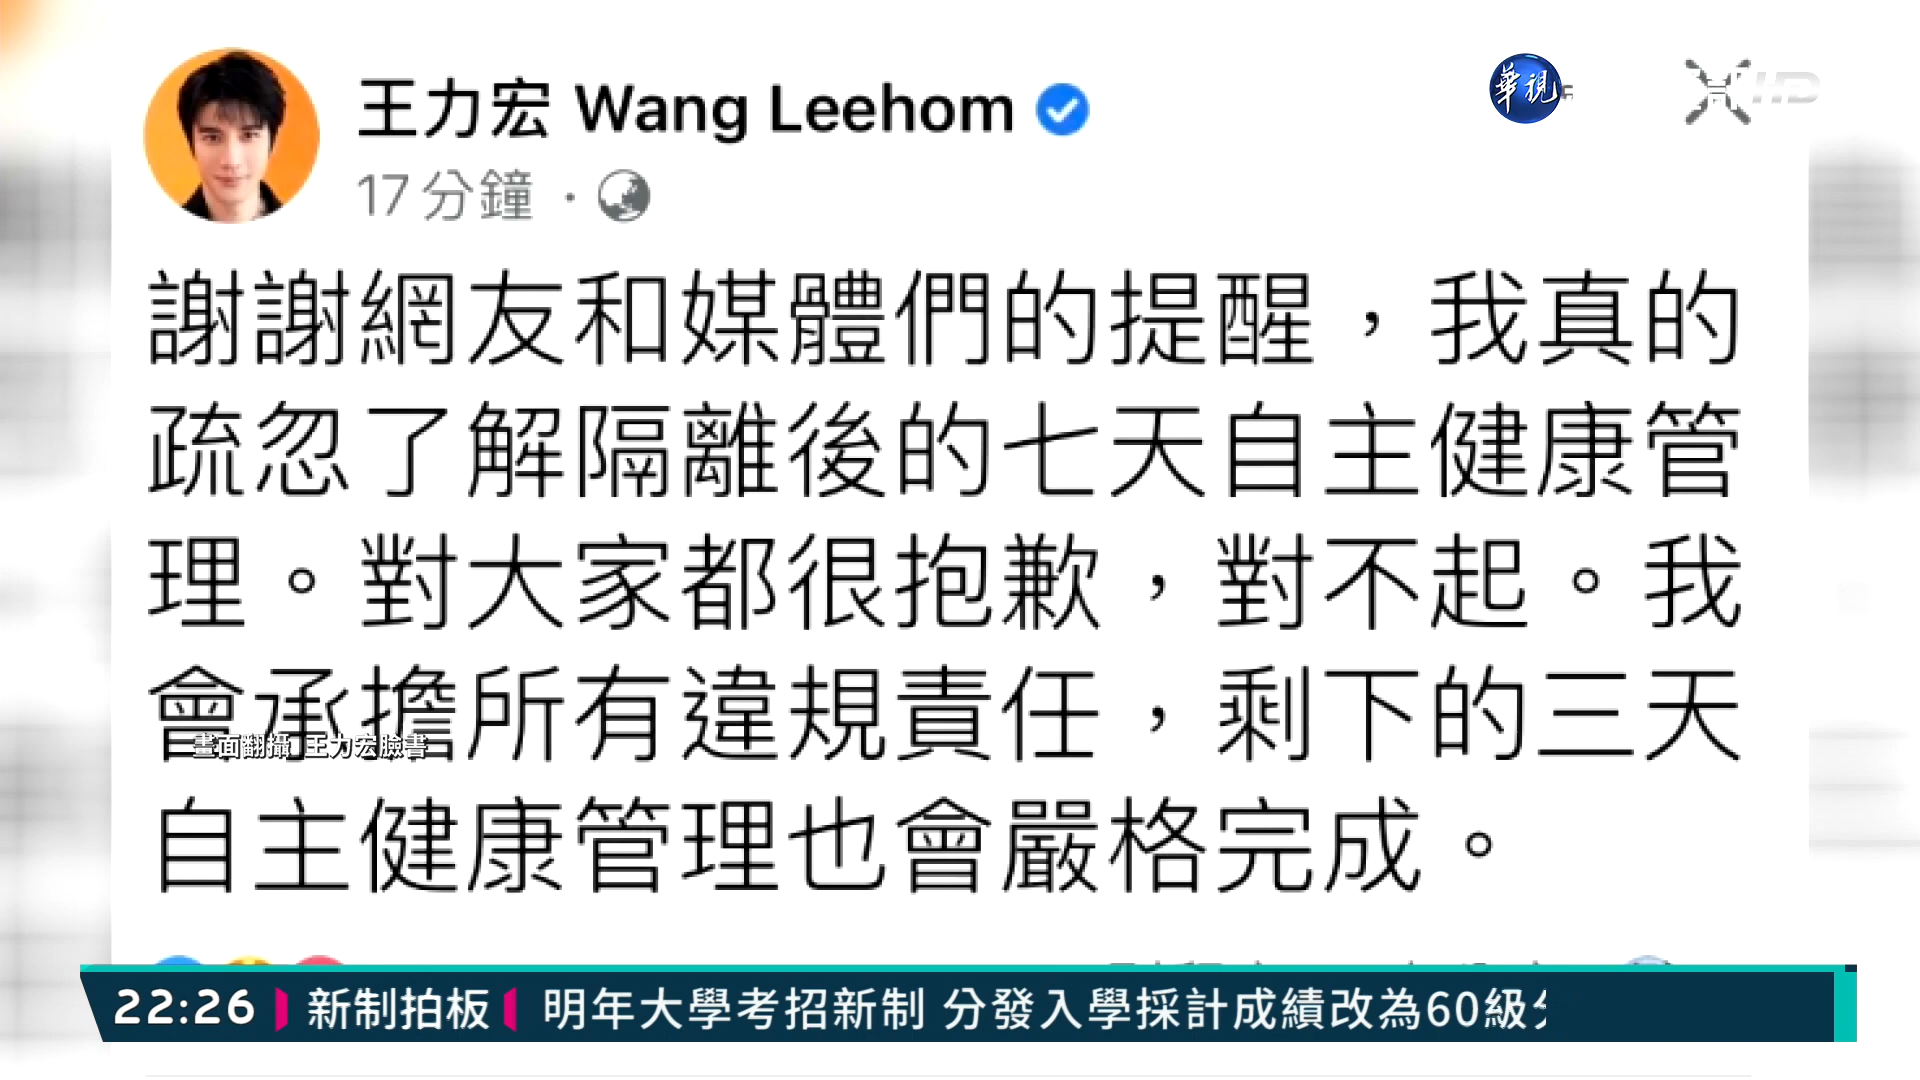 王力宏 Wang Leehom
華視
HD
17分鐘 ·
謝謝網友和媒體們的提醒，我真的
疏忽了解隔離後的七天自主健康管
理。對大家都很抱歉，對不起。我
會承擔所有違規責任，剩下的三天
畫面翻攝 王力宏臉書
自主健康管理也會嚴格完成。
22:26 新制拍板 明年大學考招新制 分發入學採計成績改為60級